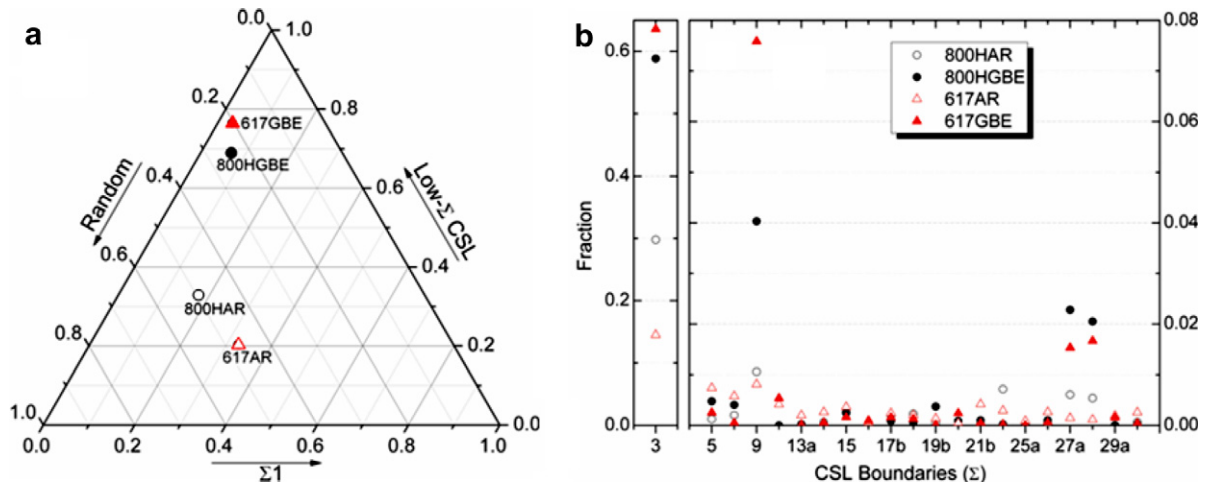 a
1.0
0.2
0.8
617GBE
800HGBE
0.4
0.6
Random
Low-Σ CSL
0.6
0.4
800HAR
0.8
617AR
0.2
1.0
0.0
0.0 0.2 0.4 0.6 0.8 1.0
Σ1
b
800HAR
800HGBE
617AR
617GBE
0.6
0.4
0.2
0.0
Fraction
0.08
0.06
0.04
0.02
0.00
3 5 9 13a 15 17b 19b 21b 25a 27a 29a
CSL Boundaries (Σ)